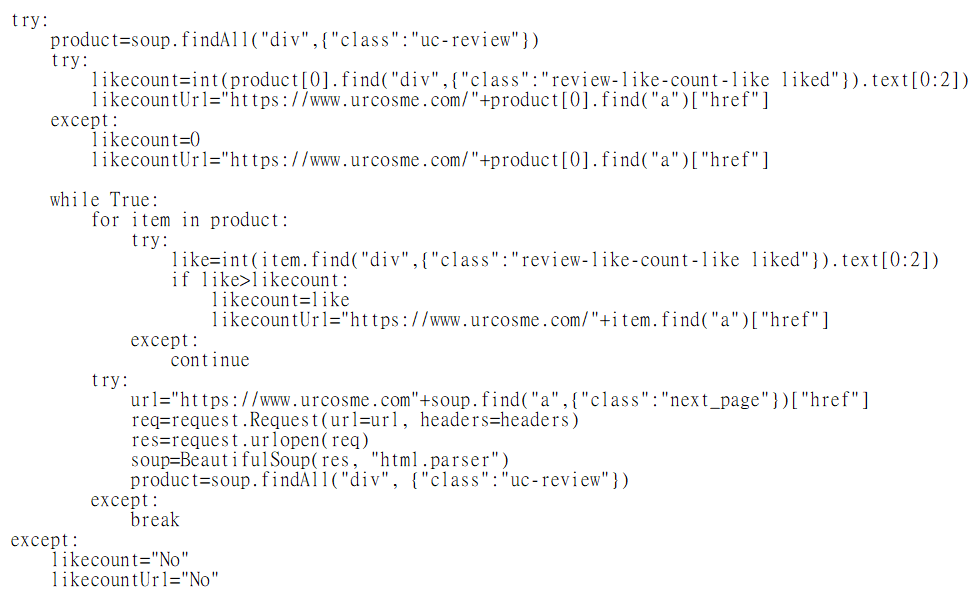 try:
    product=soup.findAll("div",{"class":"uc-review"})
    try:
        likecount=int(product[0].find("div",{"class":"review-like-count-like liked"}).text[0:2])
        likecountUrl="https://www.urcosme.com/"+product[0].find("a")["href"]
    except:
        likecount=0
        likecountUrl="https://www.urcosme.com/"+product[0].find("a")["href"]

    while True:
        for item in product:
            try:
                like=int(item.find("div",{"class":"review-like-count-like liked"}).text[0:2])
                if like>likecount:
                    likecount=like
                    likecountUrl="https://www.urcosme.com/"+item.find("a")["href"]
            except:
                continue
        try:
            url="https://www.urcosme.com"+soup.find("a",{"class":"next_page"})["href"]
            req=request.Request(url=url, headers=headers)
            res=request.urlopen(req)
            soup=BeautifulSoup(res, "html.parser")
            product=soup.findAll("div", {"class":"uc-review"})
        except:
            break
except:
    likecount="No"
    likecountUrl="No"